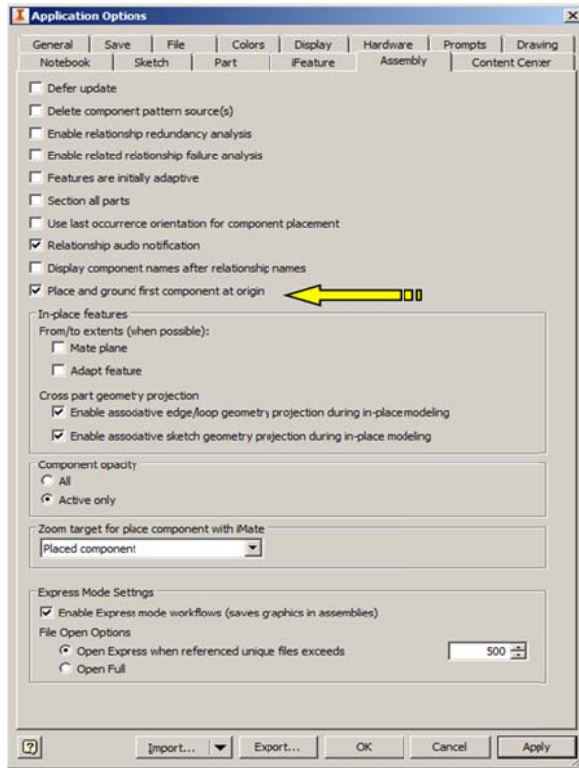 Application Options
General Save File Colors Display Hardware Prompts Drawing
Notebook Sketch Part iFeature Assembly Content Center
Defer update
Delete component pattern source(s)
Enable relationship redundancy analysis
Enable related relationship failure analysis
Features are initially adaptive
Section all parts
Use last occurrence orientation for component placement
Relationship audio notification
Display component names after relationship names
Place and ground first component at origin
In-place features
From/to extents (when possible):
Mate plane
Adapt feature
Cross part geometry projection
Enable associative edge/loop geometry projection during in-place modeling
Enable associative sketch geometry projection during in-place modeling
Component opacity
All
Active only
Zoom target for place component with iMate
Placed component
Express Mode Settings
Enable Express mode workflows (saves graphics in assemblies)
File Open Options
Open Express when referenced unique files exceeds 500
Open Full
Import... Export... OK Cancel Apply